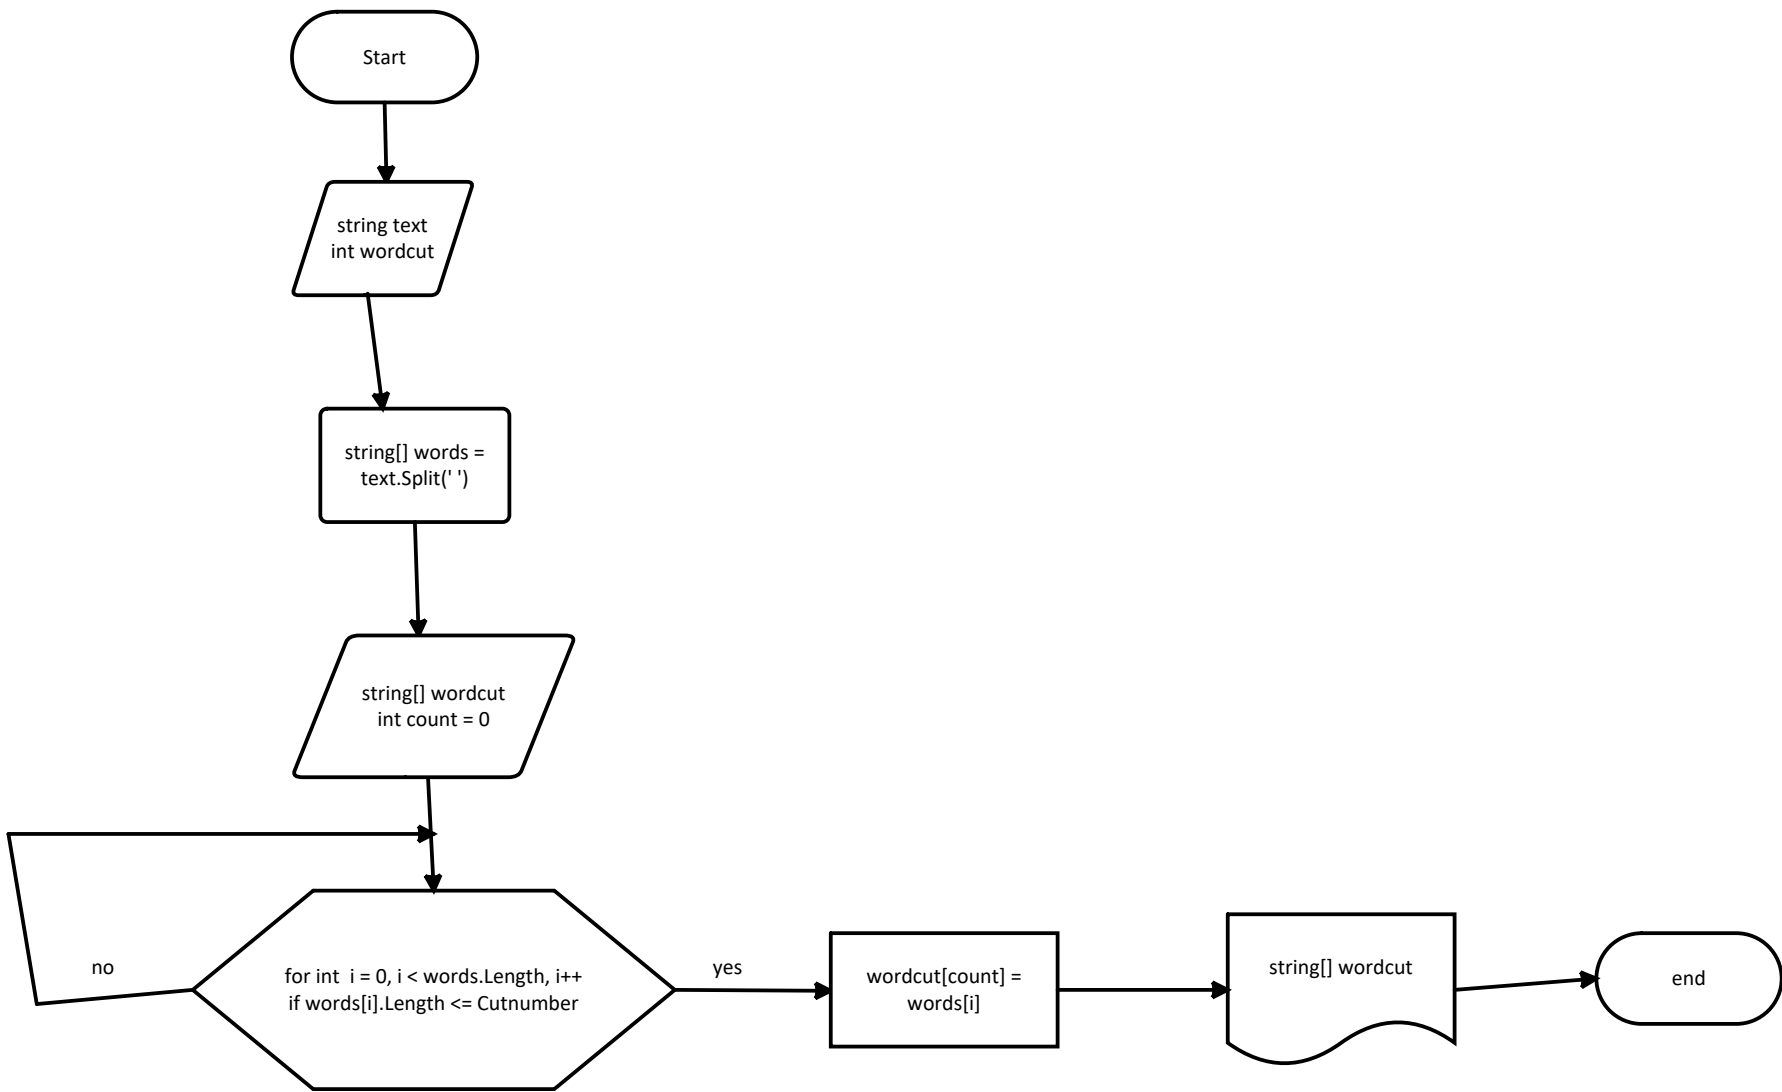 Start
string text
int wordcut
string[] words =
text.Split(' ')
string[] wordcut
int count = 0
no
for int  i = 0, i < words.Length, i++
if words[i].Length <= Cutnumber
yes
wordcut[count] =
words[i]
string[] wordcut
end